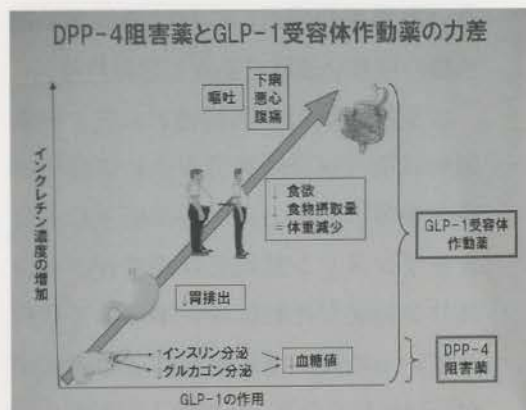 DPP-4阻害薬とGLP-1受容体作動薬の力差
嘔吐
下痢
悪心
腹痛
インクレチン濃度の増加
↓食欲
↓食物摂取量
=体重減少
GLP-1受容体
作動薬
↓胃排出
↑インスリン分泌
↓グルカゴン分泌
↓血糖値
DPP-4
阻害薬
GLP-1の作用